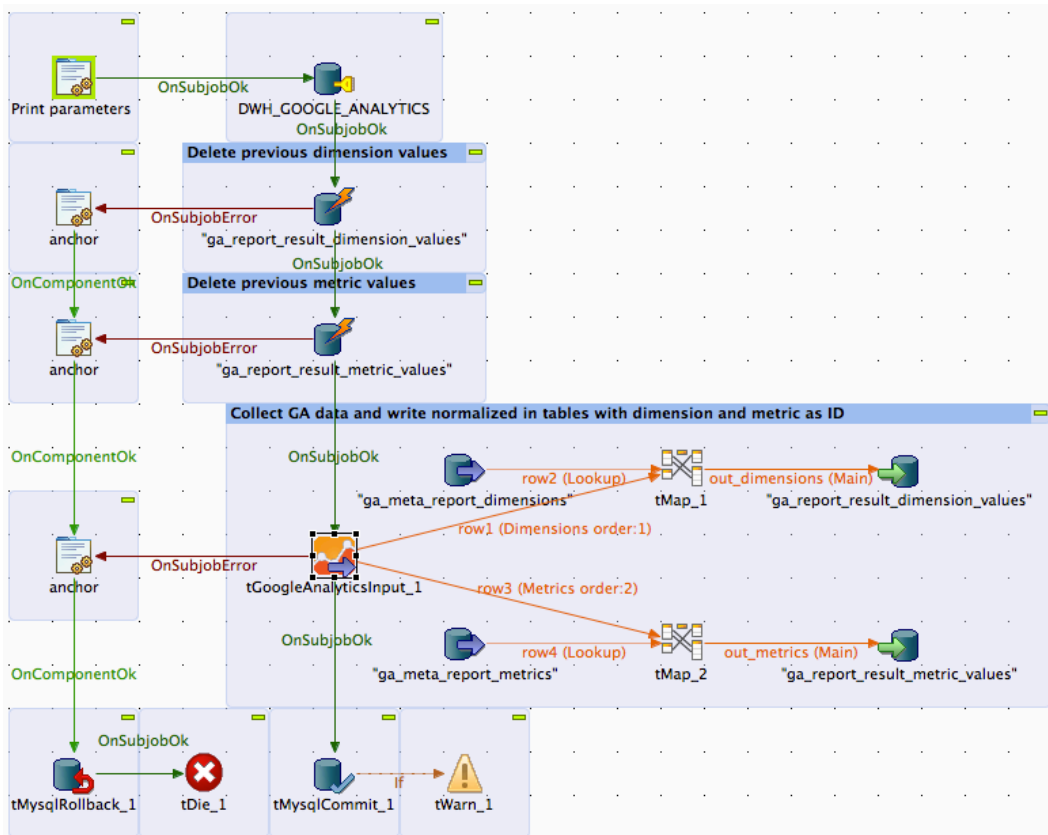 OnSubjobOk
Print parameters
DWH_GOOGLE_ANALYTICS
OnSubjobOk
Delete previous dimension values
OnSubjobError
anchor
"ga_report_result_dimension_values"
OnSubjobOk
OnComponentOk
Delete previous metric values
OnSubjobError
anchor
"ga_report_result_metric_values"
Collect GA data and write normalized in tables with dimension and metric as ID
OnComponentOk
OnSubjobOk
row2 (Lookup)
out_dimensions (Main)
"ga_meta_report_dimensions"
tMap_1
"ga_report_result_dimension_values"
row1 (Dimensions order:1)
OnSubjobError
anchor
tGoogleAnalyticsInput_1
row3 (Metrics order:2)
OnSubjobOk
row4 (Lookup)
out_metrics (Main)
OnComponentOk
"ga_meta_report_metrics"
tMap_2
"ga_report_result_metric_values"
OnSubjobOk
If
tMysqlRollback_1
tDie_1
tMysqlCommit_1
tWarn_1